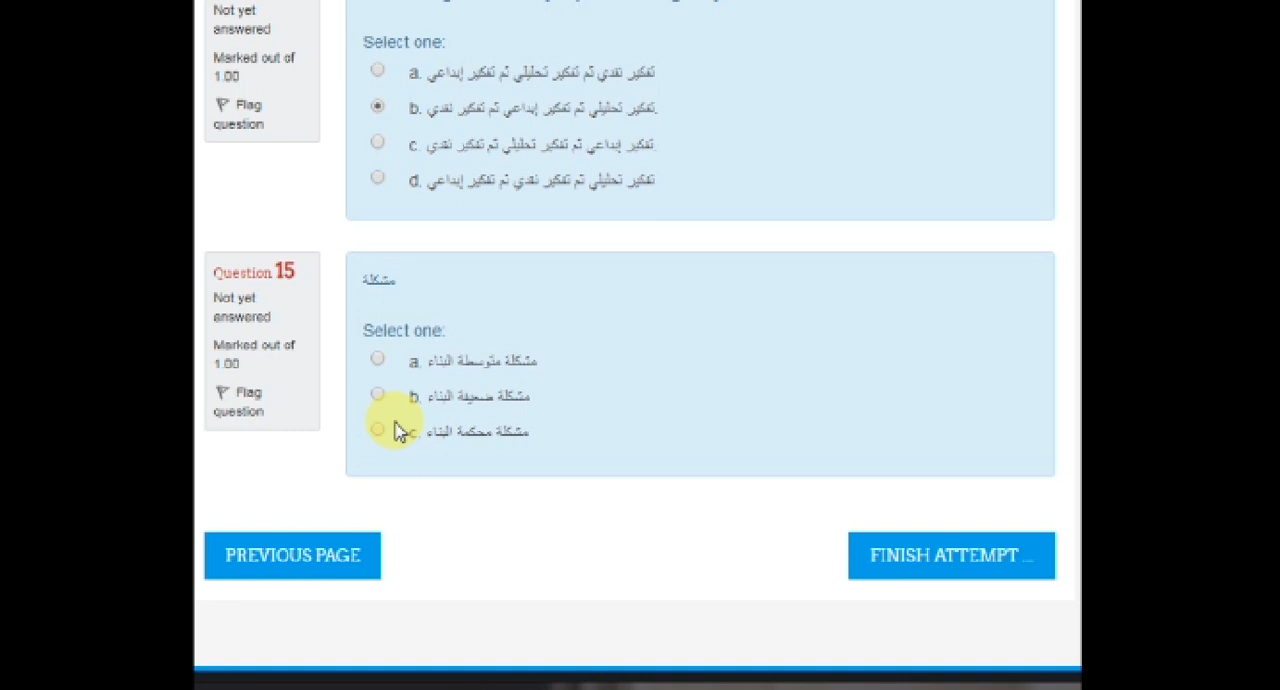 Not yet
answered
Marked out of
1.00
Flag
question
Select one:
a. تفكير نقدي ثم تفكير تحليلي ثم تفكير إبداعي
b. تفكير تحليلي ثم تفكير إبداعي ثم تفكير نقدي.
c. تفكير إبداعي ثم تفكير تحليلي ثم تفكير نقدي
d. تفكير تحليلي ثم تفكير نقدي ثم تفكير إبداعي
Question 15
Not yet
answered
Marked out of
1.00
Flag
question
مشكلة
Select one:
a. مشكلة متوسطة البناء
b. مشكلة ضعيفة البناء
c. مشكلة محكمة البناء
PREVIOUS PAGE
FINISH ATTEMPT ...